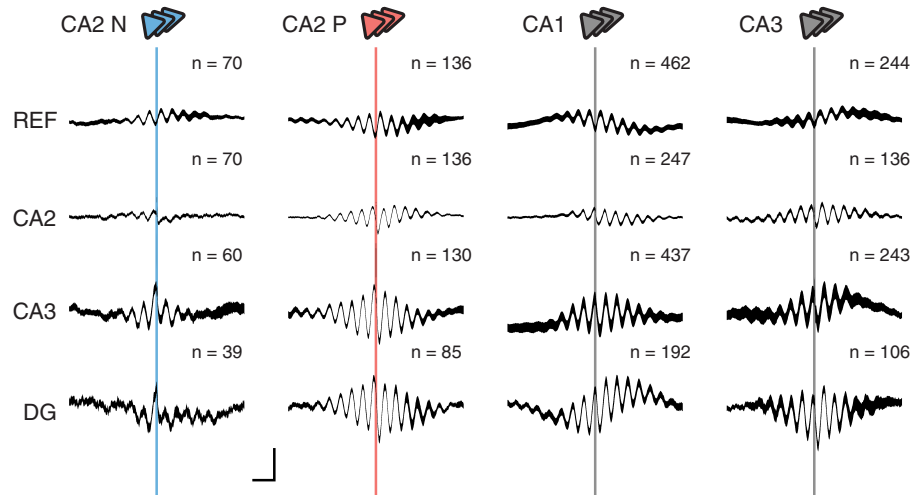 CA2 N CA2 P CA1 CA3
n = 70 n = 136 n = 462 n = 244
REF
n = 70 n = 136 n = 247 n = 136
CA2
n = 60 n = 130 n = 437 n = 243
CA3
n = 39 n = 85 n = 192 n = 106
DG